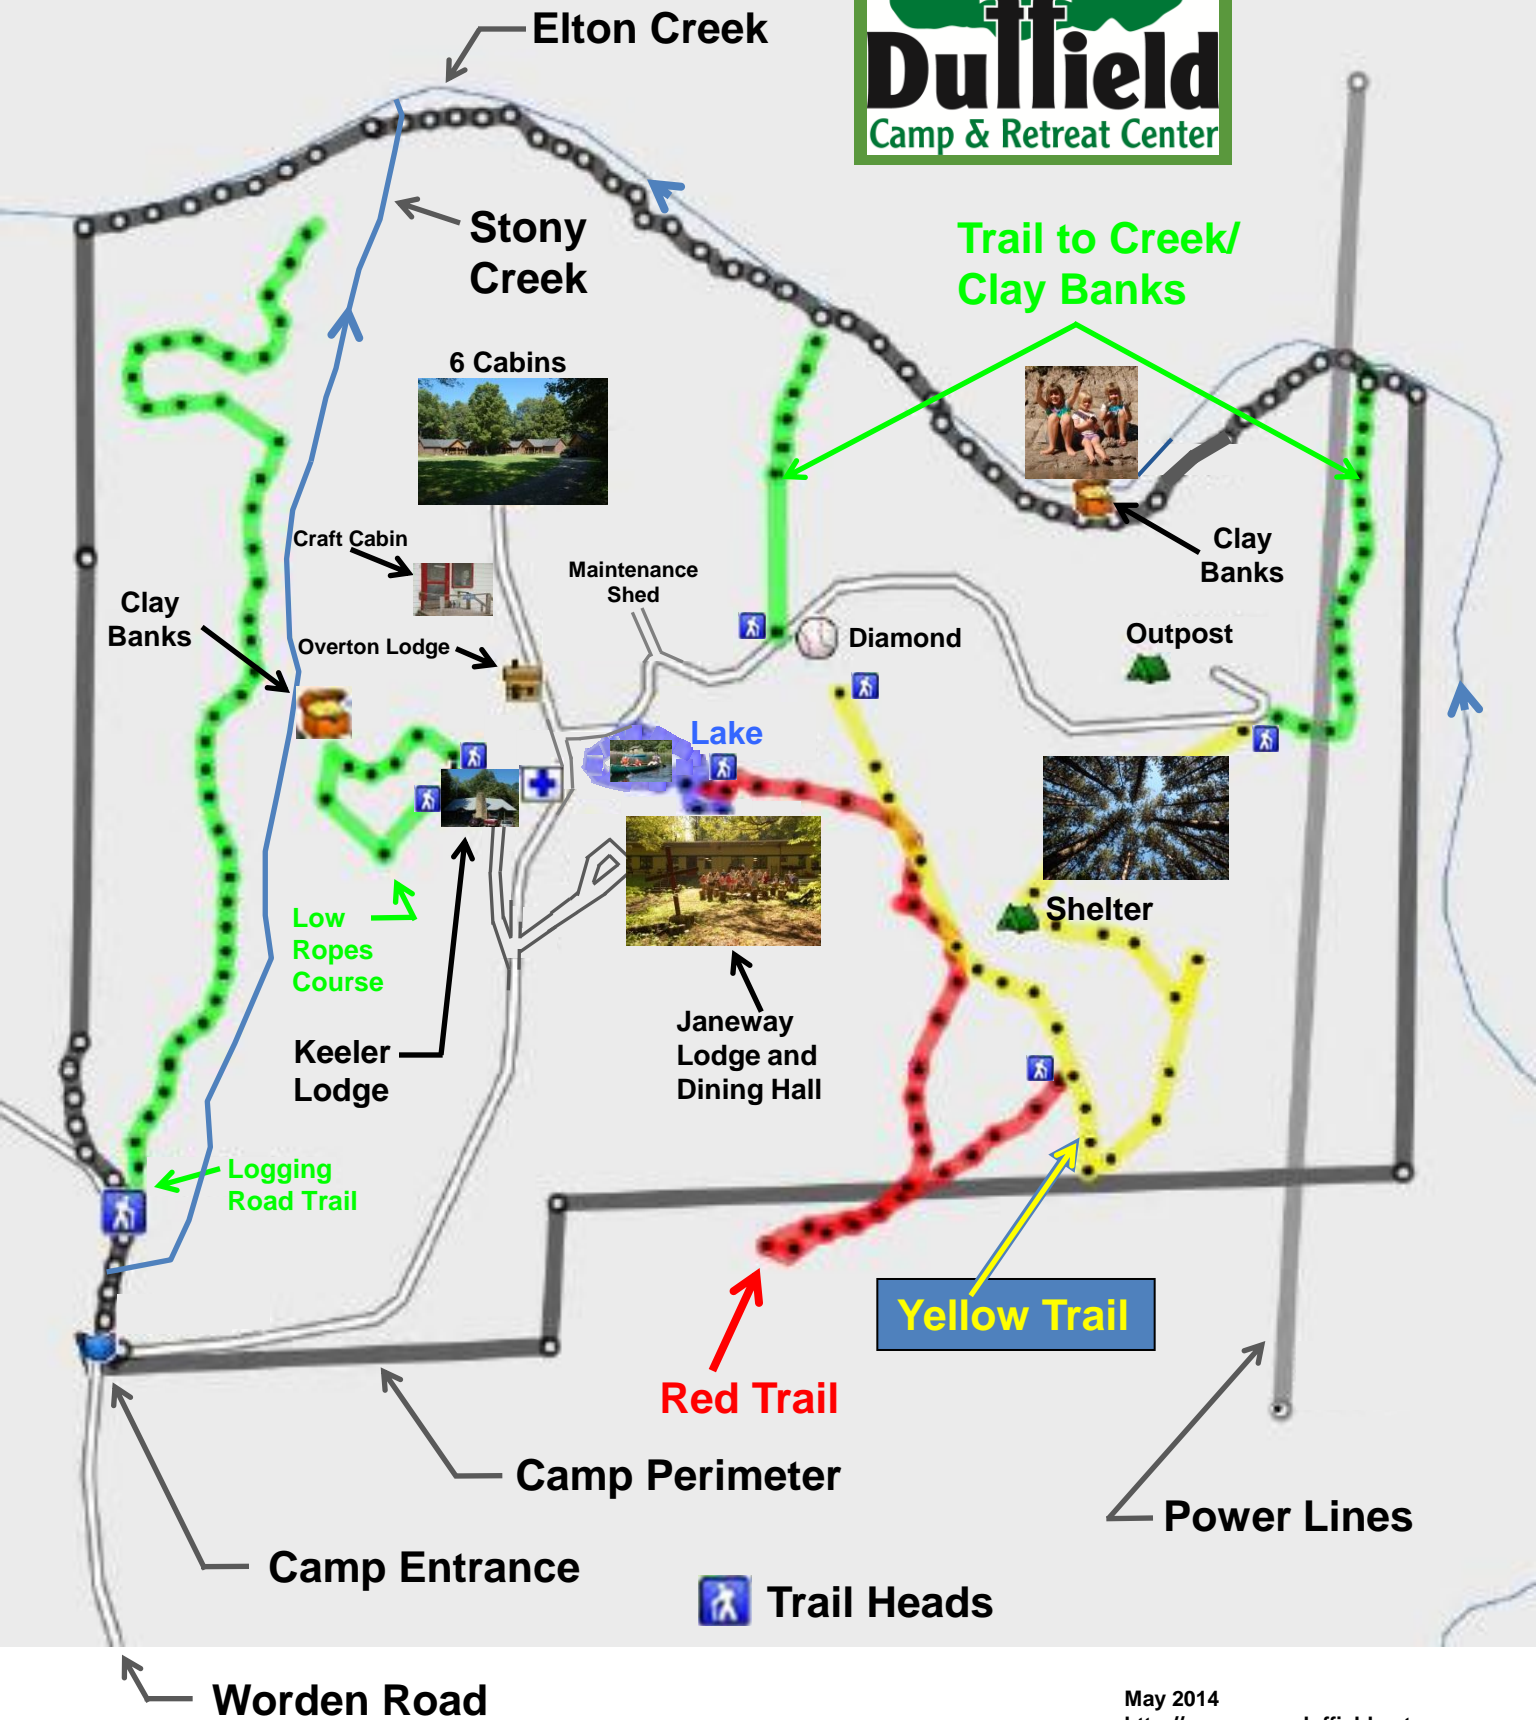 Elton Creek
Duffield
Camp & Retreat Center
Stony
Creek
Trail to Creek/
Clay Banks
6 Cabins
Craft Cabin
Maintenance
Shed
Clay
Banks
Clay
Banks
Overton Lodge
Diamond
Outpost
Lake
Low
Ropes
Course
Shelter
Keeler
Lodge
Janeway
Lodge and
Dining Hall
Logging
Road Trail
Yellow Trail
Red Trail
Camp Perimeter
Power Lines
Camp Entrance
Trail Heads
Worden Road
May 2014